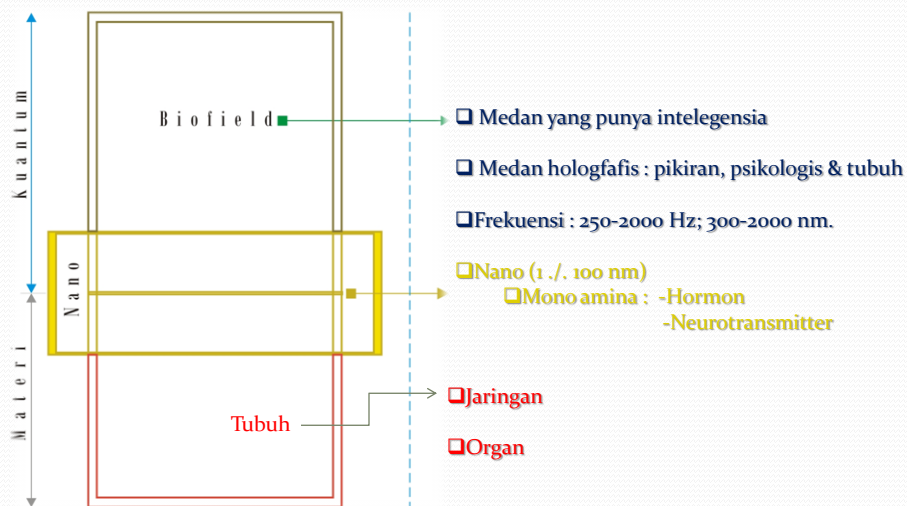 Kuantum
Materi
Biofield
Nano
Tubuh
❑ Medan yang punya intelegensia
❑ Medan hologfafis : pikiran, psikologis & tubuh
❑Frekuensi : 250-2000 Hz; 300-2000 nm.
❑Nano (1 ./. 100 nm)
❑Mono amina : -Hormon
-Neurotransmitter
❑Jaringan
❑Organ